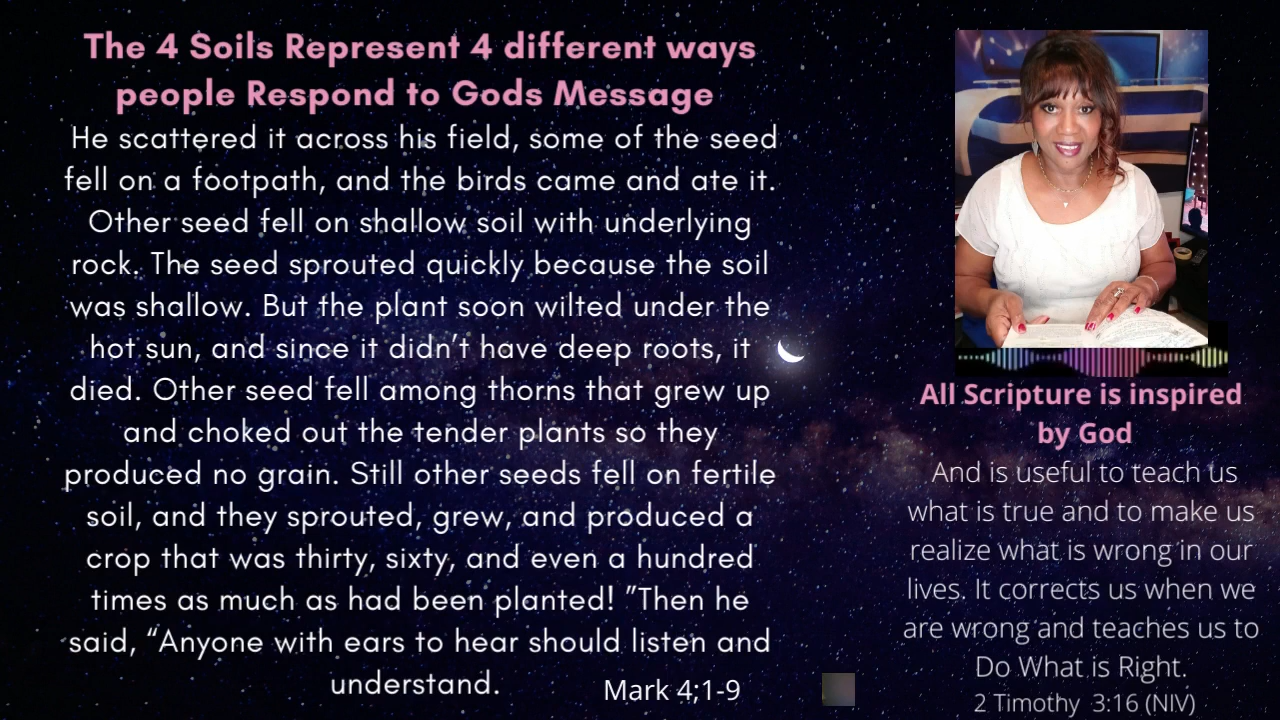 The 4 Soils Represent 4 different ways
people Respond to Gods Message
He scattered it across his field, some of the seed
fell on a footpath, and the birds came and ate it.
Other seed fell on shallow soil with underlying
rock. The seed sprouted quickly because the soil
was shallow. But the plant soon wilted under the
hot sun, and since it didn’t have deep roots, it
died. Other seed fell among thorns that grew up
and choked out the tender plants so they
produced no grain. Still other seeds fell on fertile
soil, and they sprouted, grew, and produced a
crop that was thirty, sixty, and even a hundred
times as much as had been planted! ”Then he
said, “Anyone with ears to hear should listen and
understand.
Mark 4;1-9
All Scripture is inspired
by God
And is useful to teach us
what is true and to make us
realize what is wrong in our
lives. It corrects us when we
are wrong and teaches us to
Do What is Right.
2 Timothy 3:16 (NIV)